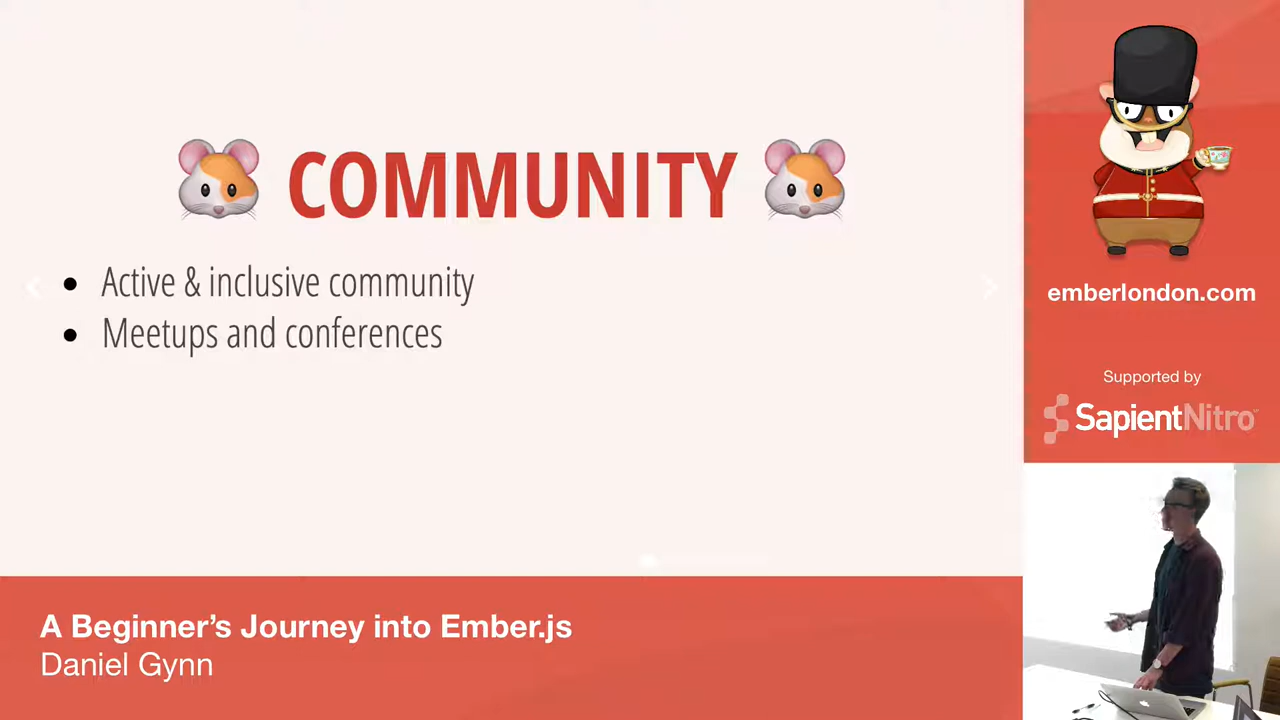 COMMUNITY
Active & inclusive community
Meetups and conferences
emberlondon.com
Supported by
SapientNitro
A Beginner’s Journey into Ember.js
Daniel Gynn